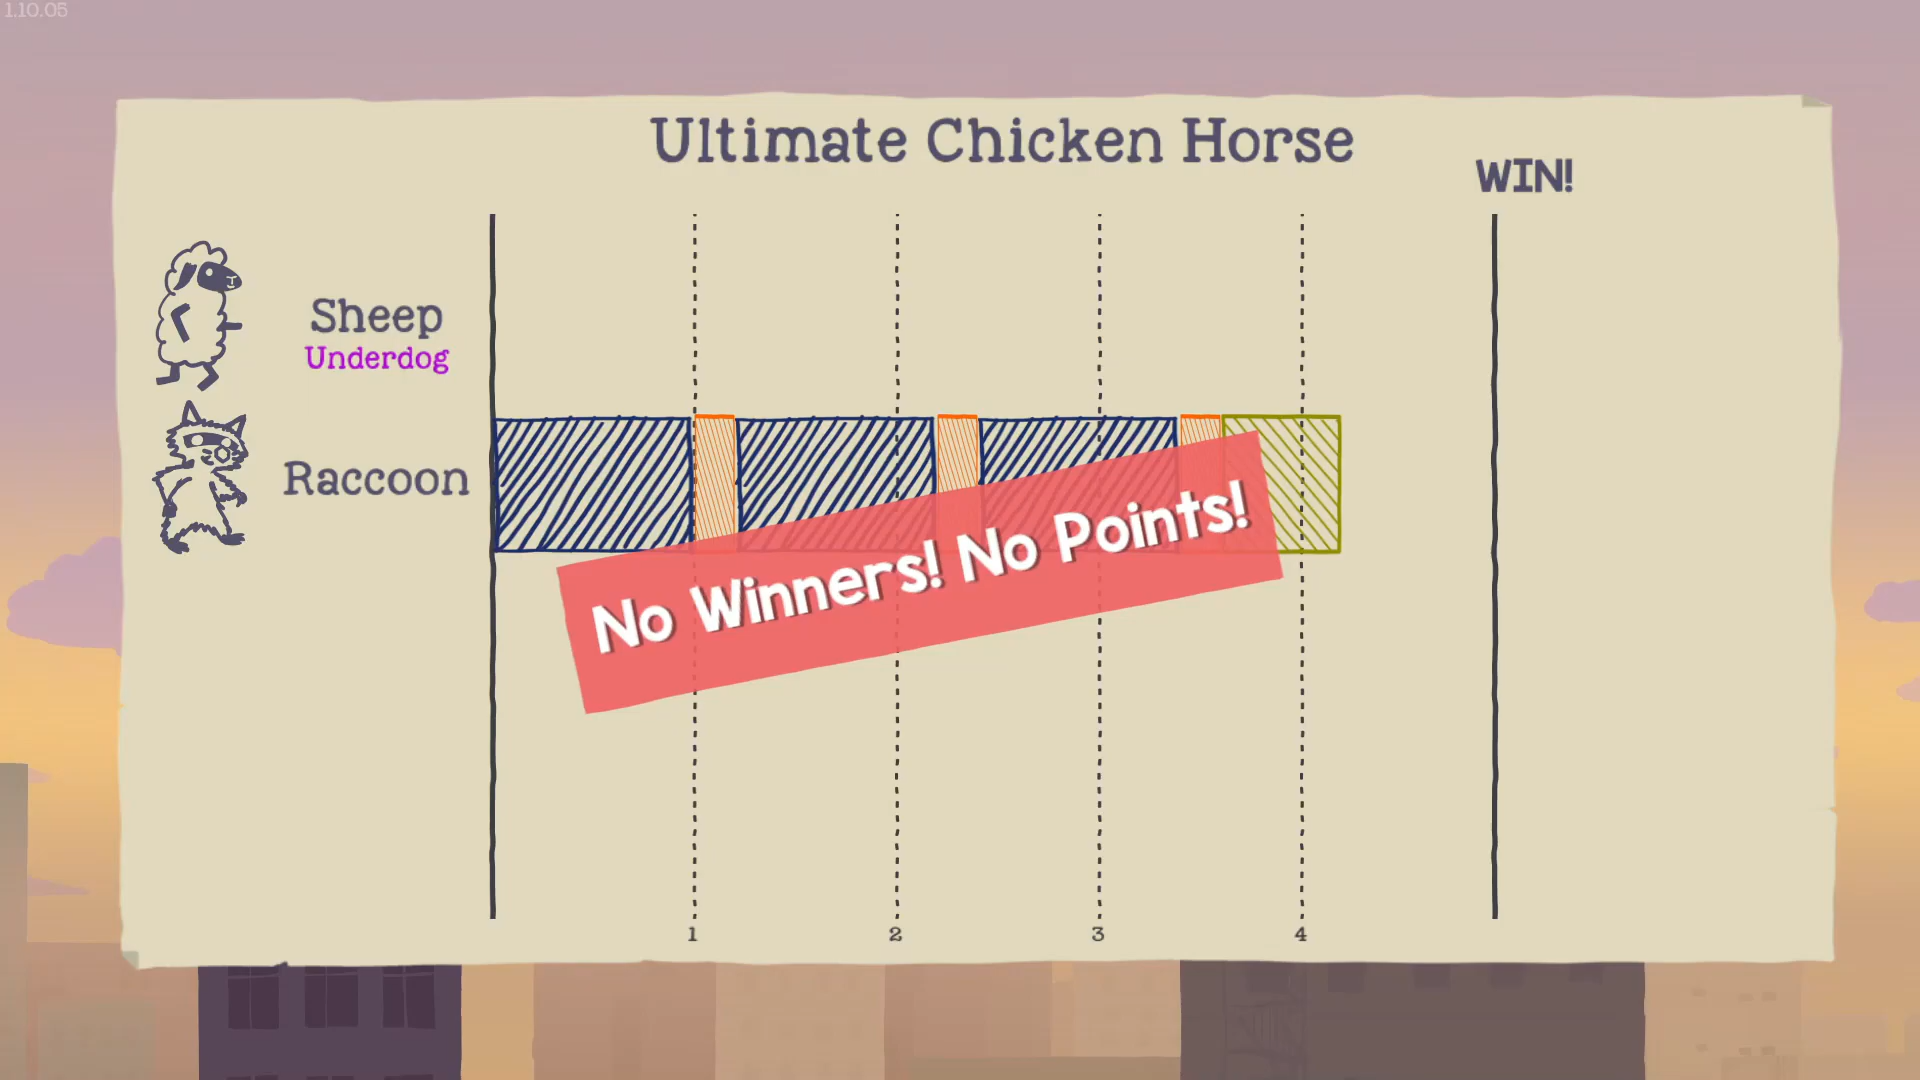 1.10.05
Ultimate Chicken Horse
WIN!
Sheep
Underdog
Raccoon
No Winners! No Points!
1
2
3
4